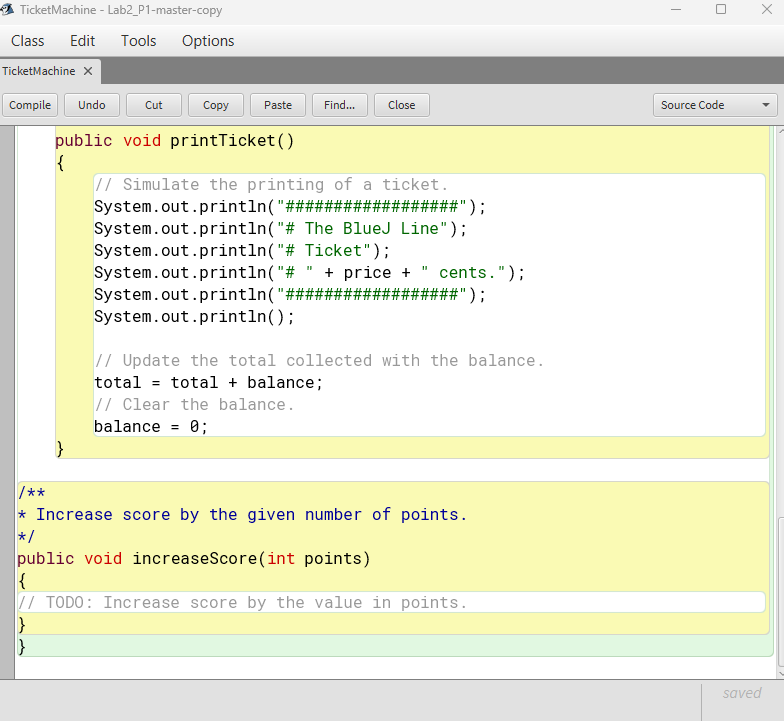 TicketMachine - Lab2_P1-master-copy
Class Edit Tools Options
TicketMachine
Compile Undo Cut Copy Paste Find... Close Source Code
public void printTicket()
{
// Simulate the printing of a ticket.
System.out.println("##################");
System.out.println("# The BlueJ Line");
System.out.println("# Ticket");
System.out.println("# " + price + " cents.");
System.out.println("##################");
System.out.println();
// Update the total collected with the balance.
total = total + balance;
// Clear the balance.
balance = 0;
}
/**
* Increase score by the given number of points.
*/
public void increaseScore(int points)
{
// TODO: Increase score by the value in points.
}
}
saved